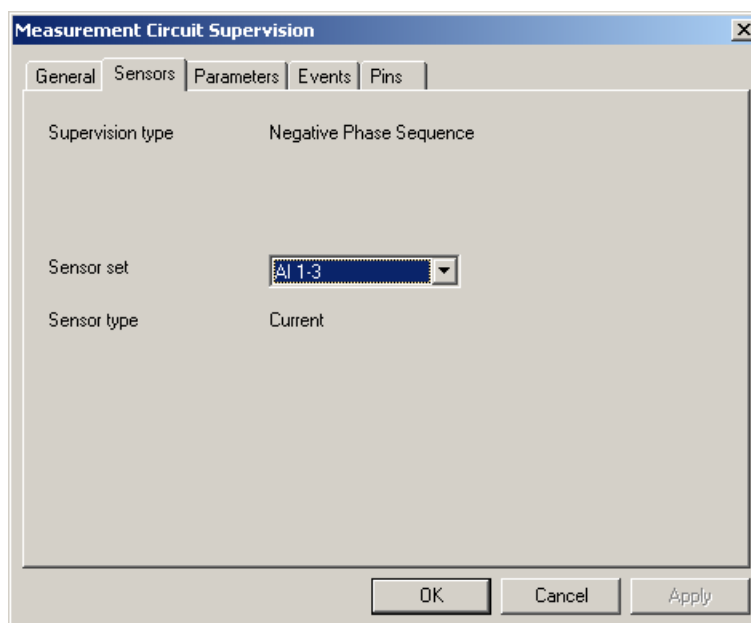 Measurement Circuit Supervision
General Sensors Parameters Events Pins
Supervision type Negative Phase Sequence
Sensor set AI 1-3
Sensor type Current
OK Cancel Apply